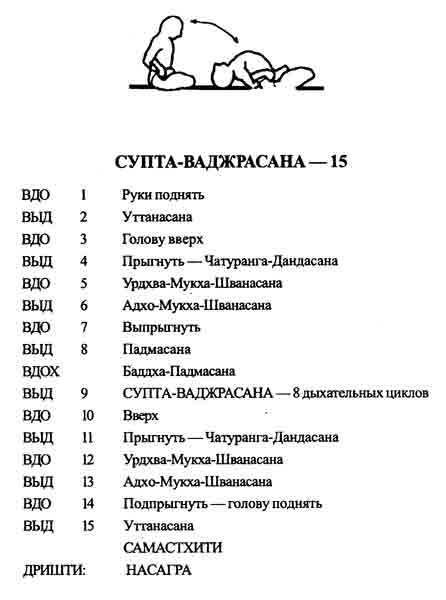 СУПТА-ВАДЖРАСАНА — 15
ВДО 1 Руки поднять
ВЫД 2 Уттанасана
ВДО 3 Голову вверх
ВЫД 4 Прыгнуть — Чатуранга-Дандасана
ВДО 5 Урдхва-Мукха-Шванасана
ВЫД 6 Адхо-Мукха-Шванасана
ВДО 7 Выпрыгнуть
ВЫД 8 Падмасана
ВДОХ Баддха-Падмасана
ВЫД 9 СУПТА-ВАДЖРАСАНА — 8 дыхательных циклов
ВДО 10 Вверх
ВЫД 11 Прыгнуть — Чатуранга-Дандасана
ВДО 12 Урдхва-Мукха-Шванасана
ВЫД 13 Адхо-Мукха-Шванасана
ВДО 14 Подпрыгнуть — голову поднять
ВЫД 15 Уттанасана
САМАСТХИТИ
ДРИШТИ: НАСАГРА